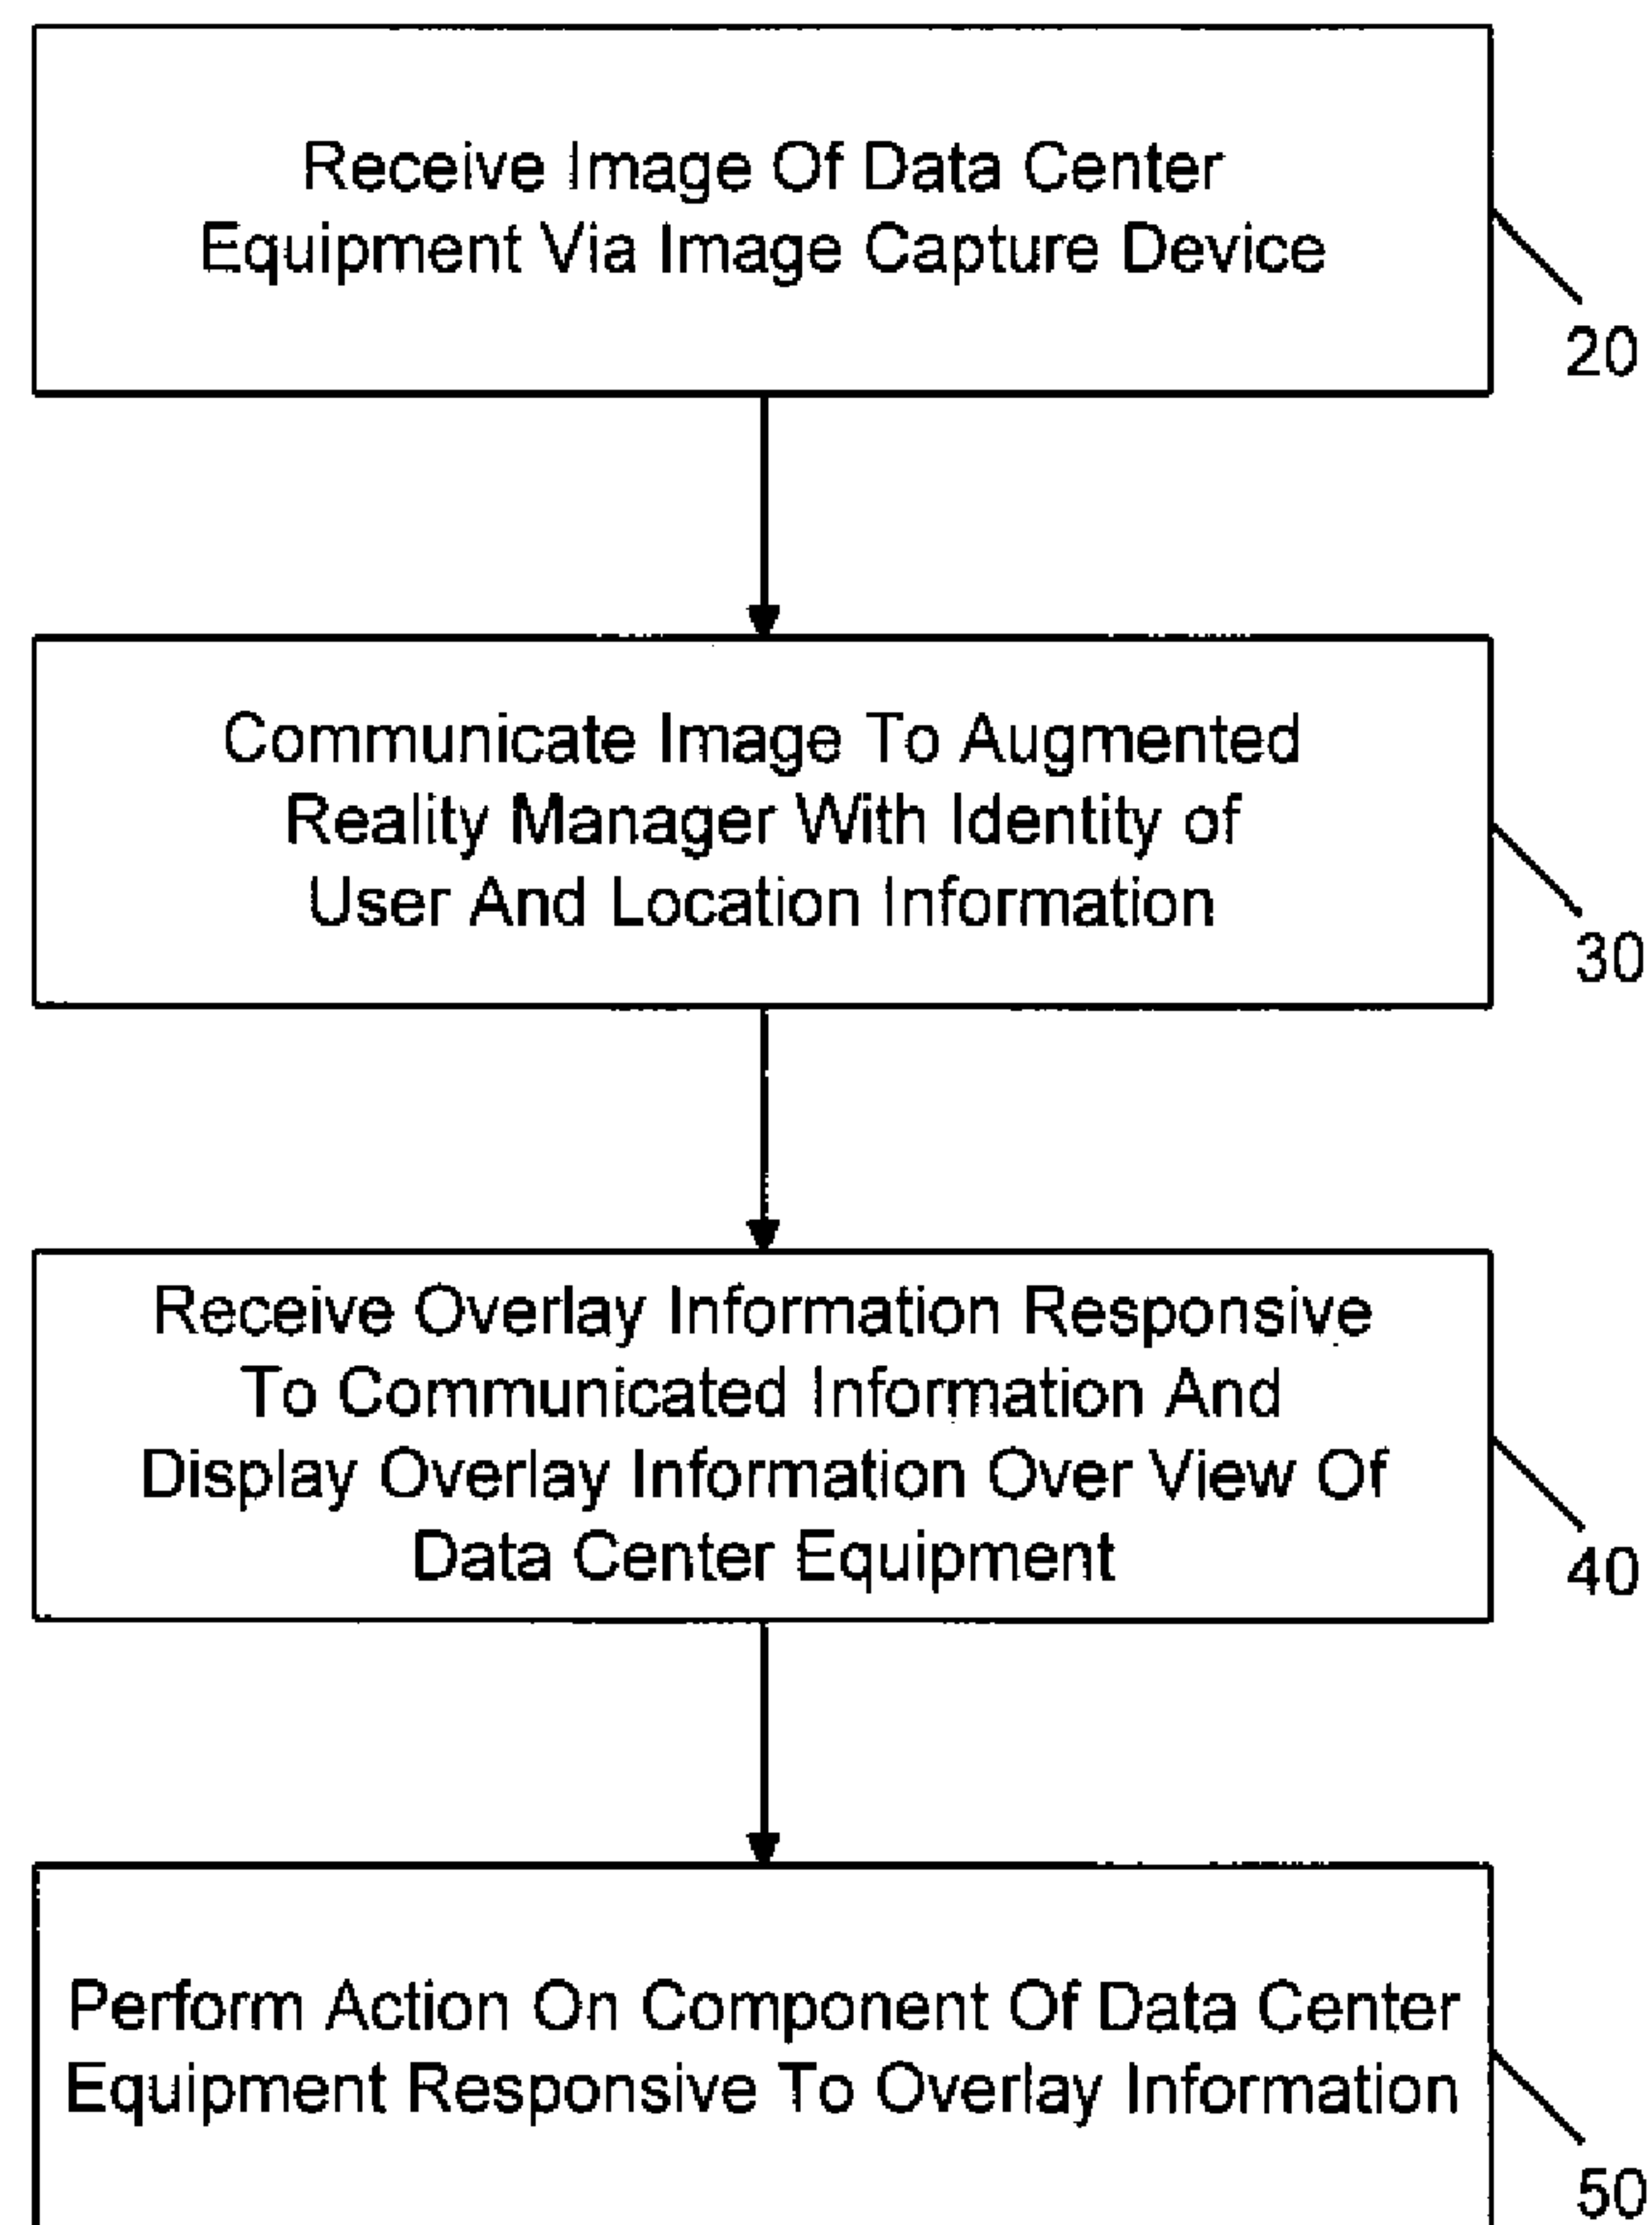 Receive Image Of Data Center
Equipment Via Image Capture Device
20
Communicate Image To Augmented
Reality Manager With Identity of
User And Location Information
30
Receive Overlay Information Responsive
To Communicated Information And
Display Overlay Information Over View Of
Data Center Equipment
40
Perform Action On Component Of Data Center
Equipment Responsive To Overlay Information
50